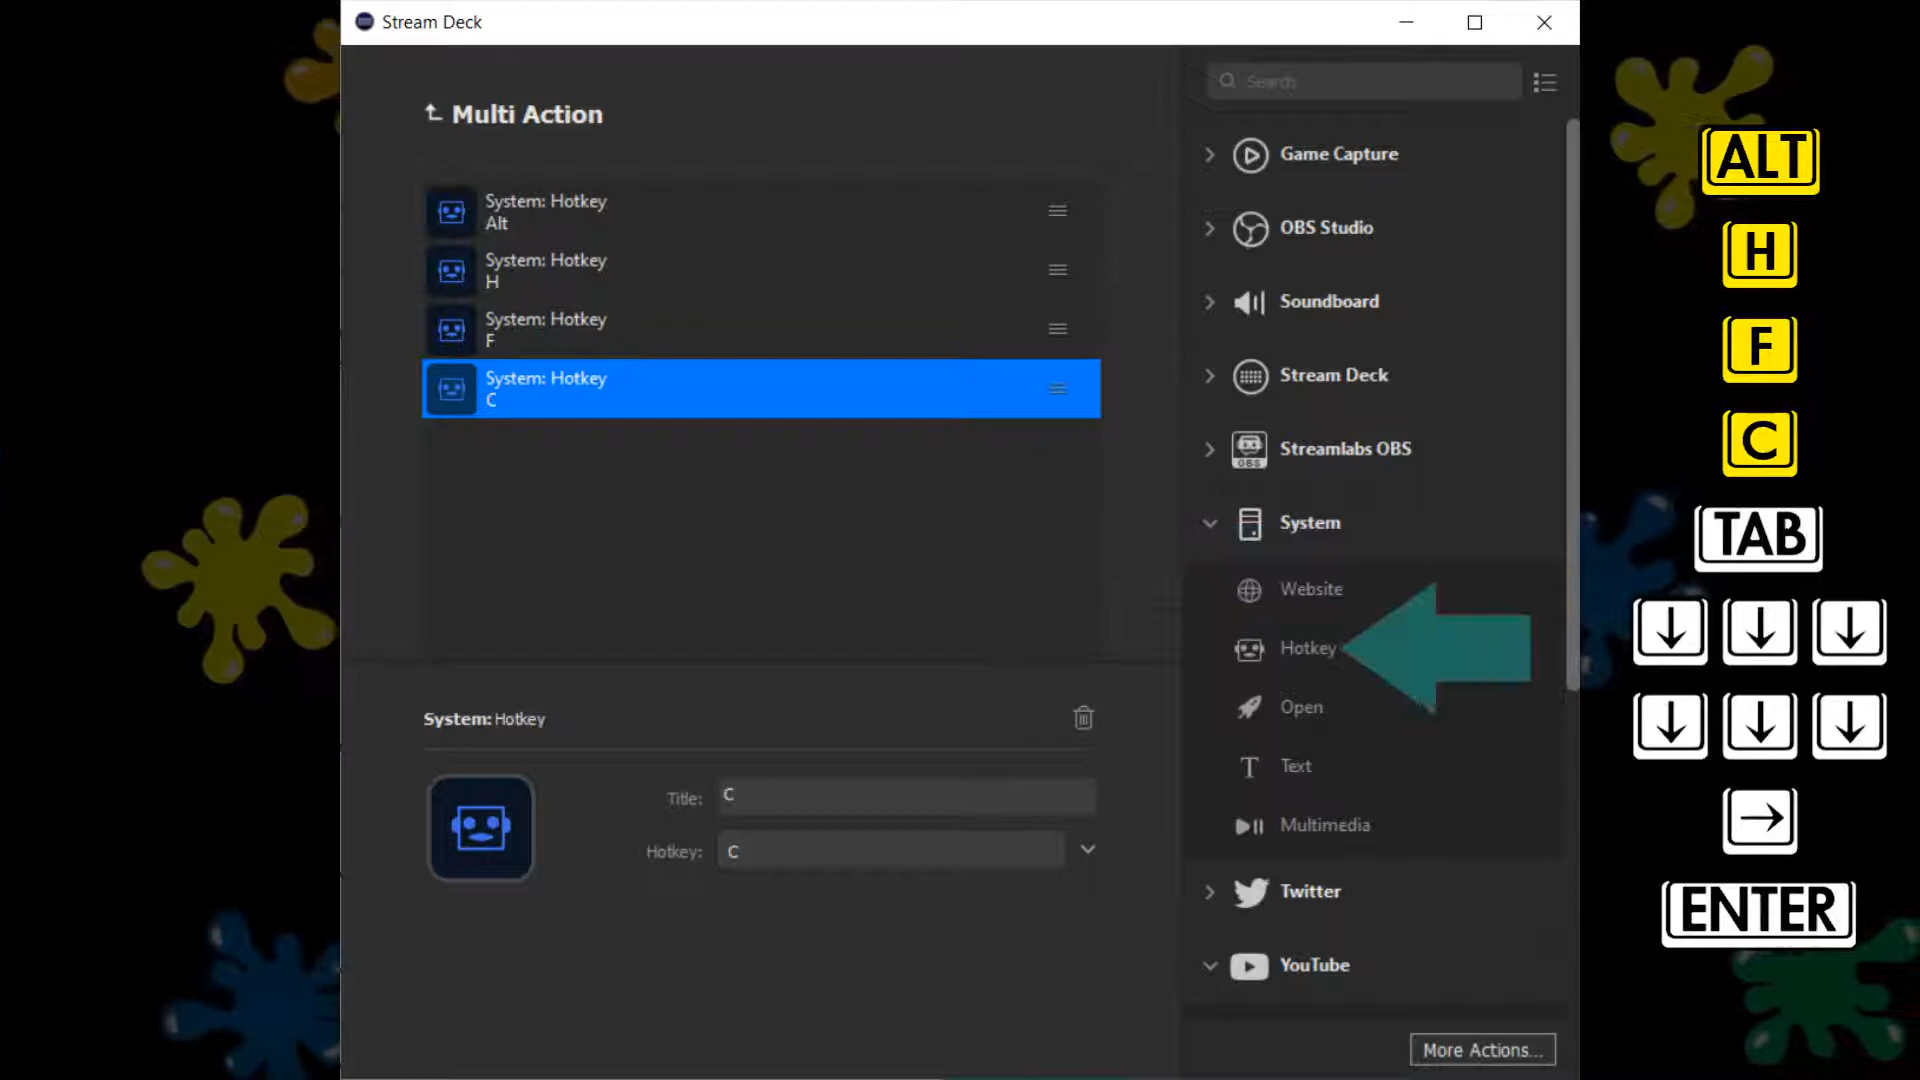 Stream Deck
Multi Action
System: Hotkey
Alt
System: Hotkey
H
System: Hotkey
F
System: Hotkey
C
System: Hotkey
Title:
C
Hotkey:
C
Search
Game Capture
OBS Studio
Soundboard
Stream Deck
OBS
Streamlabs OBS
System
Website
Hotkey
Open
Text
Multimedia
Twitter
YouTube
More Actions...
ALT
H
F
C
TAB
↓ ↓ ↓
↓ ↓ ↓
→
ENTER